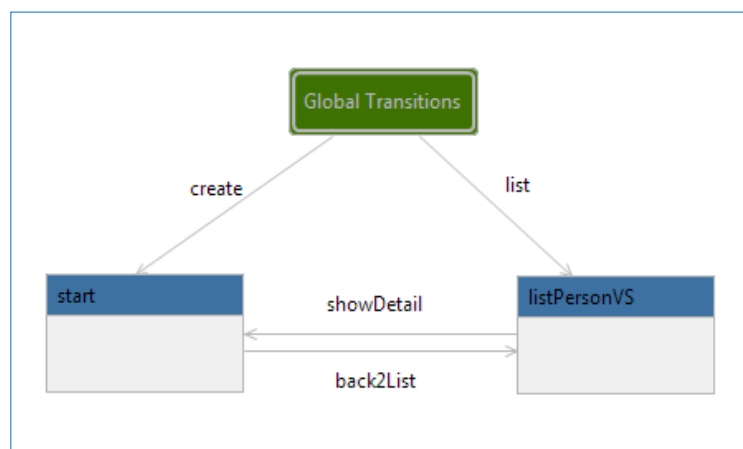 Global Transitions
create
list
start
listPersonVS
showDetail
back2List